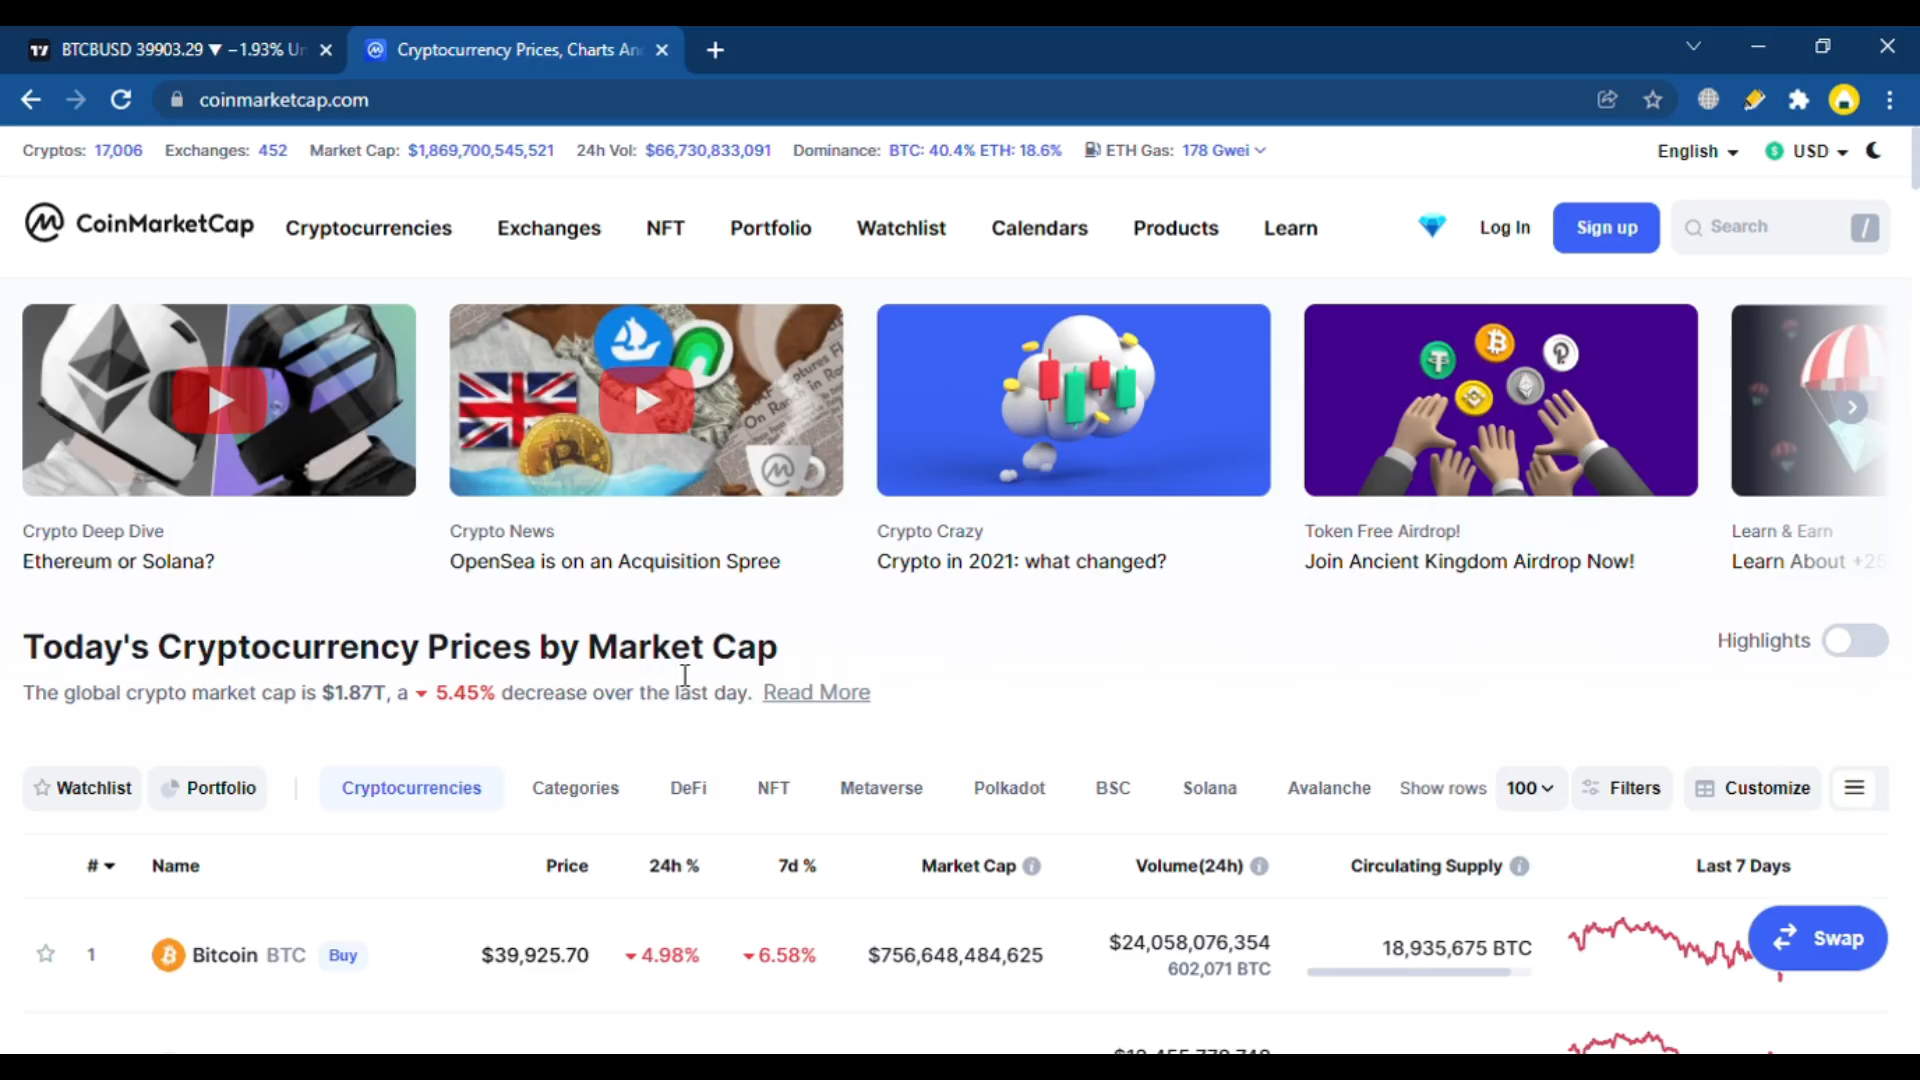 BTCBUSD 39903.29 ▼ −1.93% Un
Cryptocurrency Prices, Charts An
coinmarketcap.com
Cryptos: 17,006 Exchanges: 452 Market Cap: $1,869,700,545,521 24h Vol: $66,730,833,091 Dominance: BTC: 40.4% ETH: 18.6% ETH Gas: 178 Gwei
English USD
CoinMarketCap Cryptocurrencies Exchanges NFT Portfolio Watchlist Calendars Products Learn Log In Sign up Search /
Crypto Deep Dive
Ethereum or Solana?
Crypto News
OpenSea is on an Acquisition Spree
Crypto Crazy
Crypto in 2021: what changed?
Token Free Airdrop!
Join Ancient Kingdom Airdrop Now!
Learn & Earn
Learn About +25
Today's Cryptocurrency Prices by Market Cap
Highlights
The global crypto market cap is $1.87T, a ▼ 5.45% decrease over the last day. Read More
Watchlist Portfolio Cryptocurrencies Categories DeFi NFT Metaverse Polkadot BSC Solana Avalanche Show rows 100 Filters Customize
# Name Price 24h % 7d % Market Cap Volume(24h) Circulating Supply Last 7 Days
1 Bitcoin BTC Buy $39,925.70 4.98% 6.58% $756,648,484,625 $24,058,076,354 18,935,675 BTC
602,071 BTC
Swap